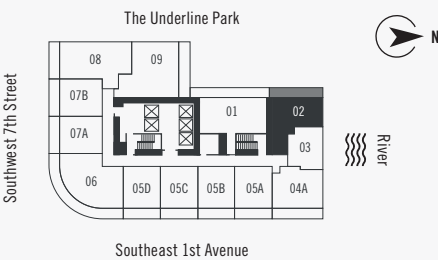 The Underline Park
N
08
09
07B
01
02
Southwest 7th Street
07A
03
River
06
05D
05C
05B
05A
04A
Southeast 1st Avenue